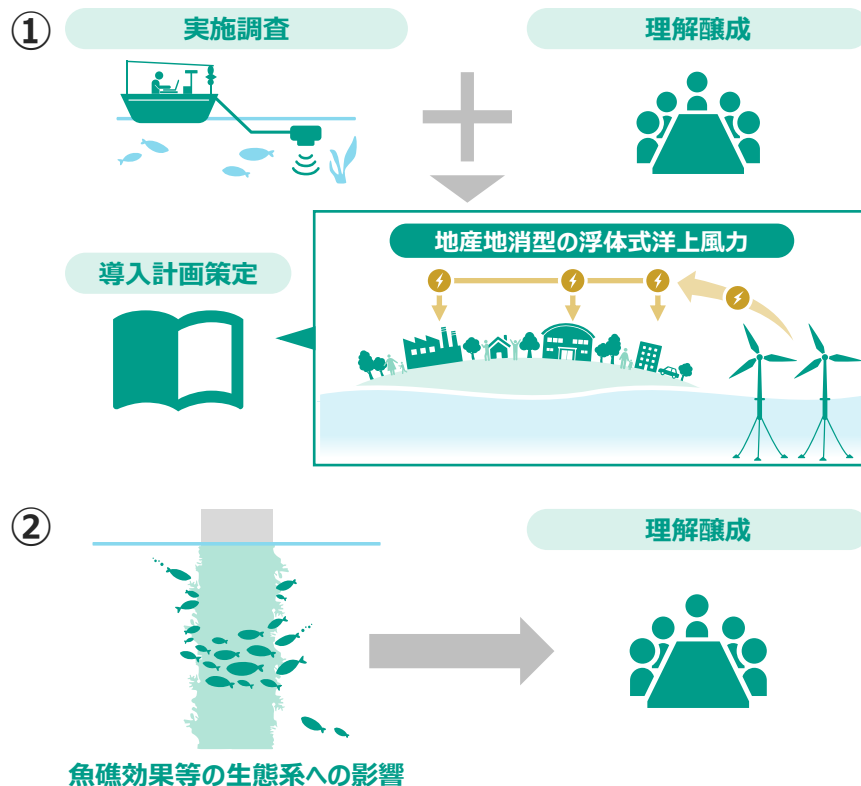 ① 実施調査 理解醸成
地産地消型の浮体式洋上風力
導入計画策定
② 理解醸成
魚礁効果等の生態系への影響